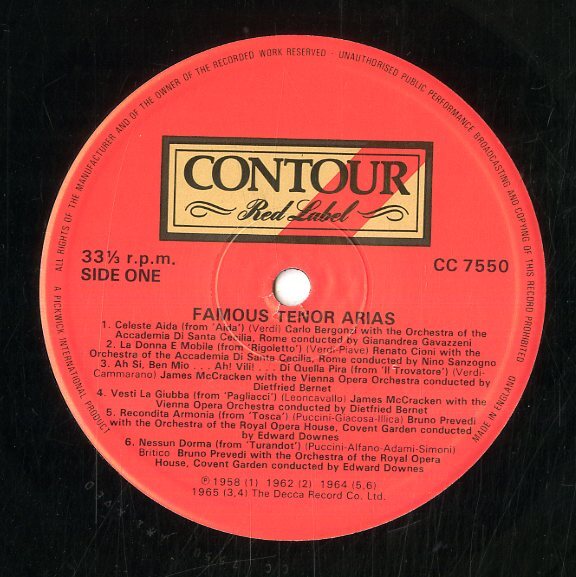 ALL RIGHTS OF THE MANUFACTURER AND OF THE OWNER OF THE RECORDED WORK RESERVED - UNAUTHORISED PUBLIC PERFORMANCE BROADCASTING AND COPYING OF THIS RECORD PROHIBITED
CONTOUR
Red Label
33⅓ r.p.m.
SIDE ONE
CC 7550
FAMOUS TENOR ARIAS
1. Celeste Aida (from 'Aida') (Verdi) Carlo Bergonzi with the Orchestra of the
Accademia Di Santa Cecilia, Rome conducted by Gianandrea Gavazzeni
2. La Donna E Mobile (from 'Rigoletto') (Verdi-Piave) Renato Cioni with the
Orchestra of the Accademia Di Santa Cecilia, Rome conducted by Nino Sanzogno
3. Ah Si, Ben Mio . . . Ah! Vili! . . . Di Quella Pira (from 'Il Trovatore') (Verdi-
Cammarano) James McCracken with the Vienna Opera Orchestra conducted by
Dietfried Bernet
4. Vesti La Giubba (from 'Pagliacci') (Leoncavallo) James McCracken with the
Vienna Opera Orchestra conducted by Dietfried Bernet
5. Recondita Armonia (from 'Tosca') (Puccini-Giacosa-Illica) Bruno Prevedi
with the Orchestra of the Royal Opera House, Covent Garden conducted
by Edward Downes
6. Nessun Dorma (from 'Turandot') (Puccini-Alfano-Adami-Simoni)
Britico Bruno Prevedi with the Orchestra of the Royal Opera
House, Covent Garden conducted by Edward Downes
℗ 1958 (1) 1962 (2) 1964 (5,6)
1965 (3,4) The Decca Record Co. Ltd.
A PICKWICK INTERNATIONAL PRODUCT
MADE IN ENGLAND